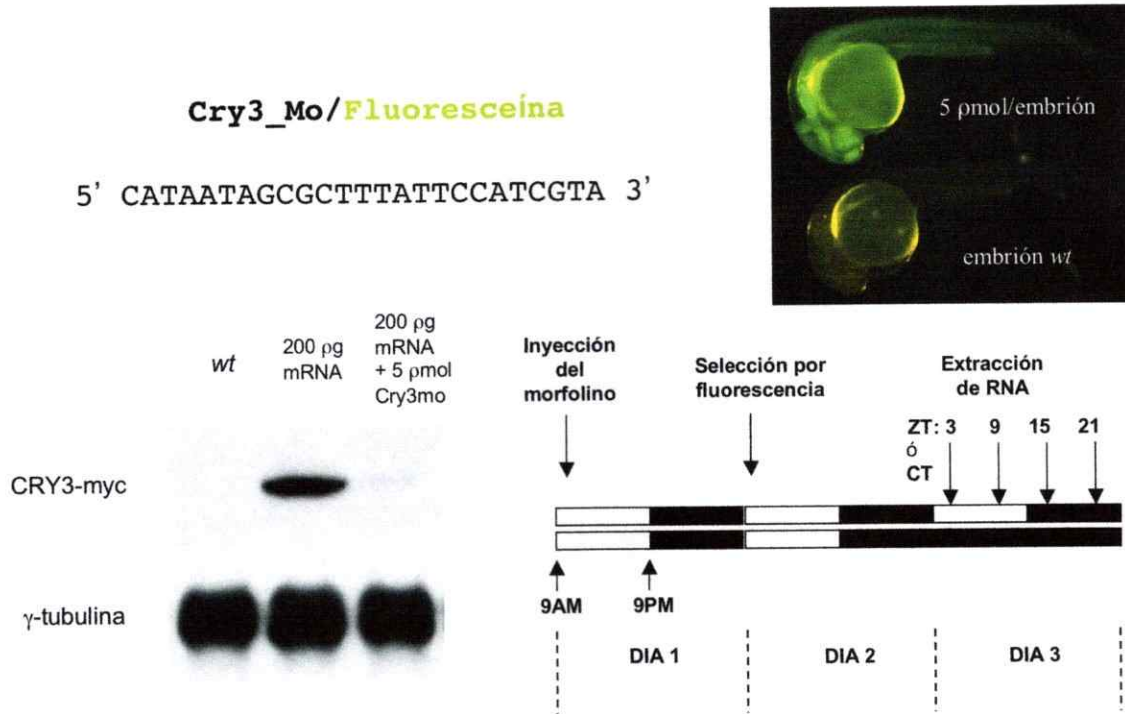 Cry3_Mo/Fluoresceína
5' CATAATAGCGCTTTATTCCATCGTA 3'
5 ρmol/embrión
embrión wt
wt
200 ρg
mRNA
200 ρg
mRNA
+ 5 ρmol
Cry3mo
CRY3-myc
γ-tubulina
Inyección
del
morfolino
Selección por
fluorescencia
Extracción
de RNA
ZT: 3 9 15 21
ó
CT
9AM 9PM
DIA 1 DIA 2 DIA 3